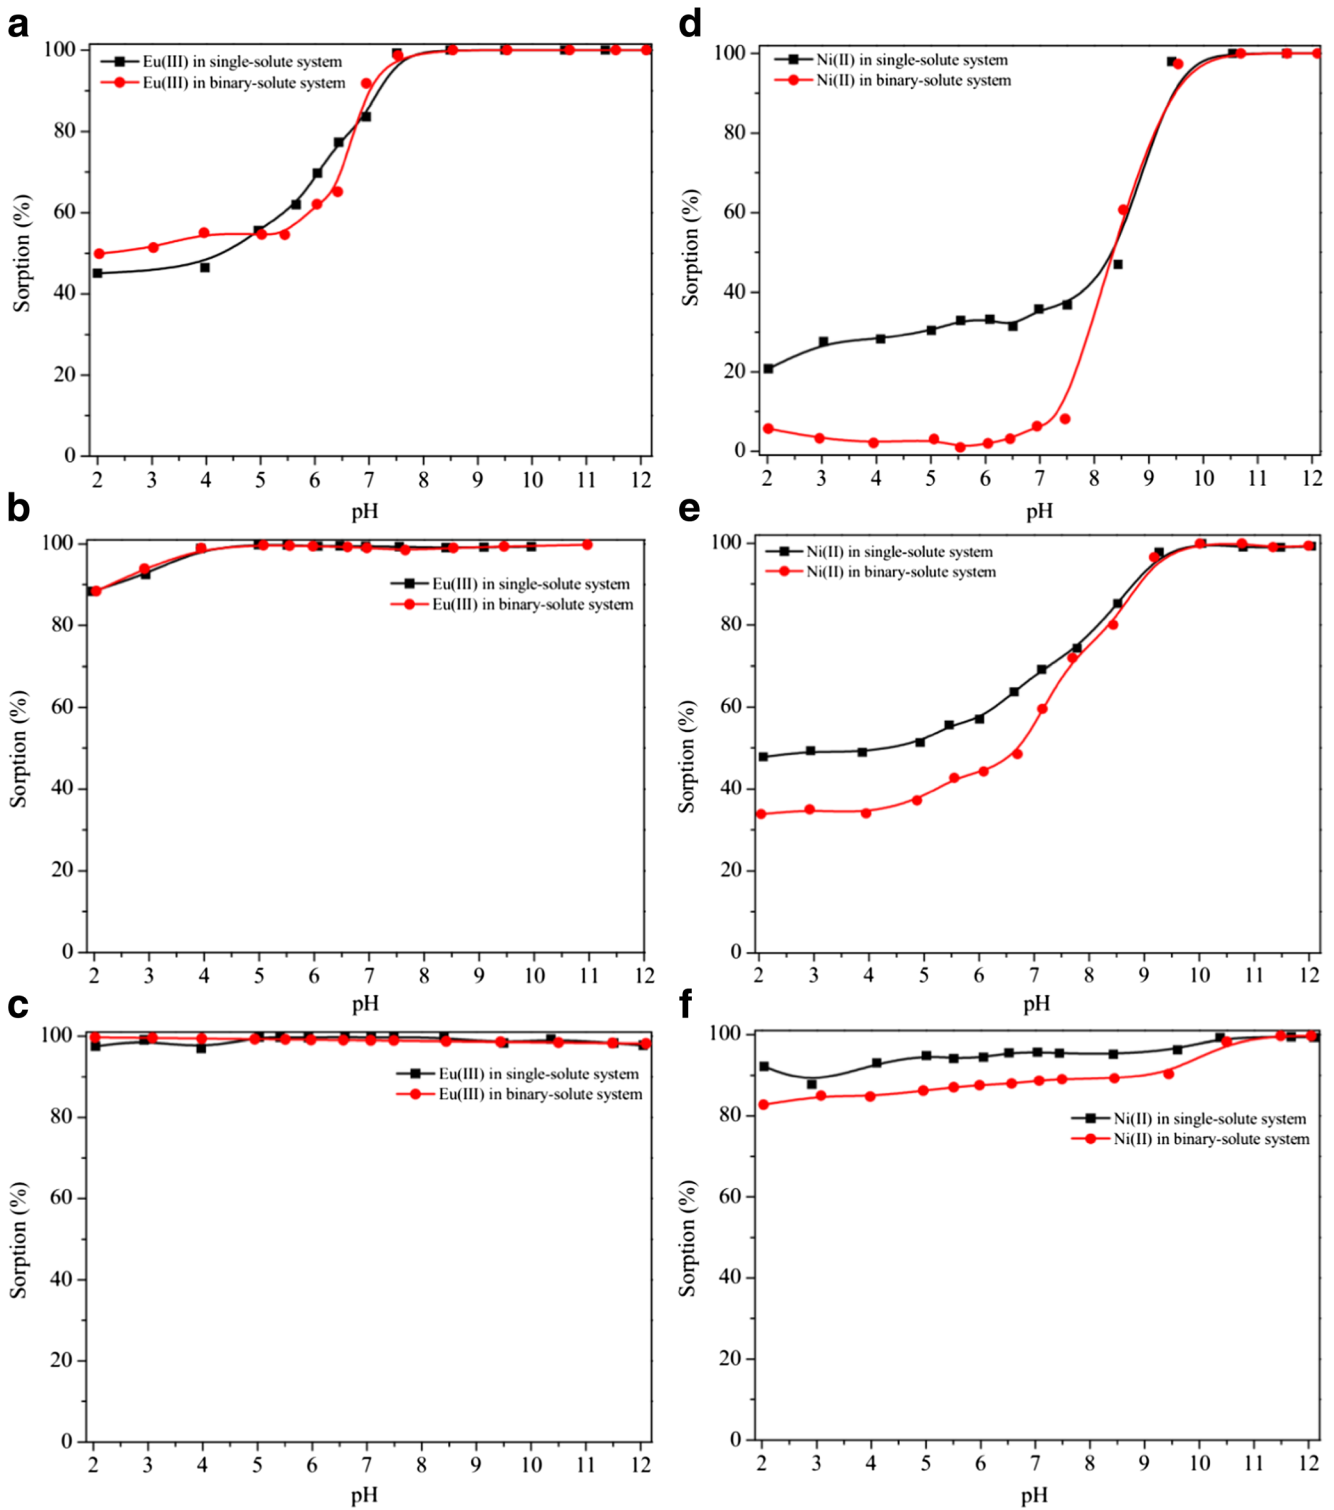 a
100
80
60
40
20
0
Sorption (%)
Eu(III) in single-solute system
Eu(III) in binary-solute system
2 3 4 5 6 7 8 9 10 11 12
pH
d
100
80
60
40
20
0
Sorption (%)
Ni(II) in single-solute system
Ni(II) in binary-solute system
2 3 4 5 6 7 8 9 10 11 12
pH
b
100
80
60
40
20
0
Sorption (%)
Eu(III) in single-solute system
Eu(III) in binary-solute system
2 3 4 5 6 7 8 9 10 11 12
pH
e
100
80
60
40
20
0
Sorption (%)
Ni(II) in single-solute system
Ni(II) in binary-solute system
2 3 4 5 6 7 8 9 10 11 12
pH
c
100
80
60
40
20
0
Sorption (%)
Eu(III) in single-solute system
Eu(III) in binary-solute system
2 3 4 5 6 7 8 9 10 11 12
pH
f
100
80
60
40
20
0
Sorption (%)
Ni(II) in single-solute system
Ni(II) in binary-solute system
2 3 4 5 6 7 8 9 10 11 12
pH